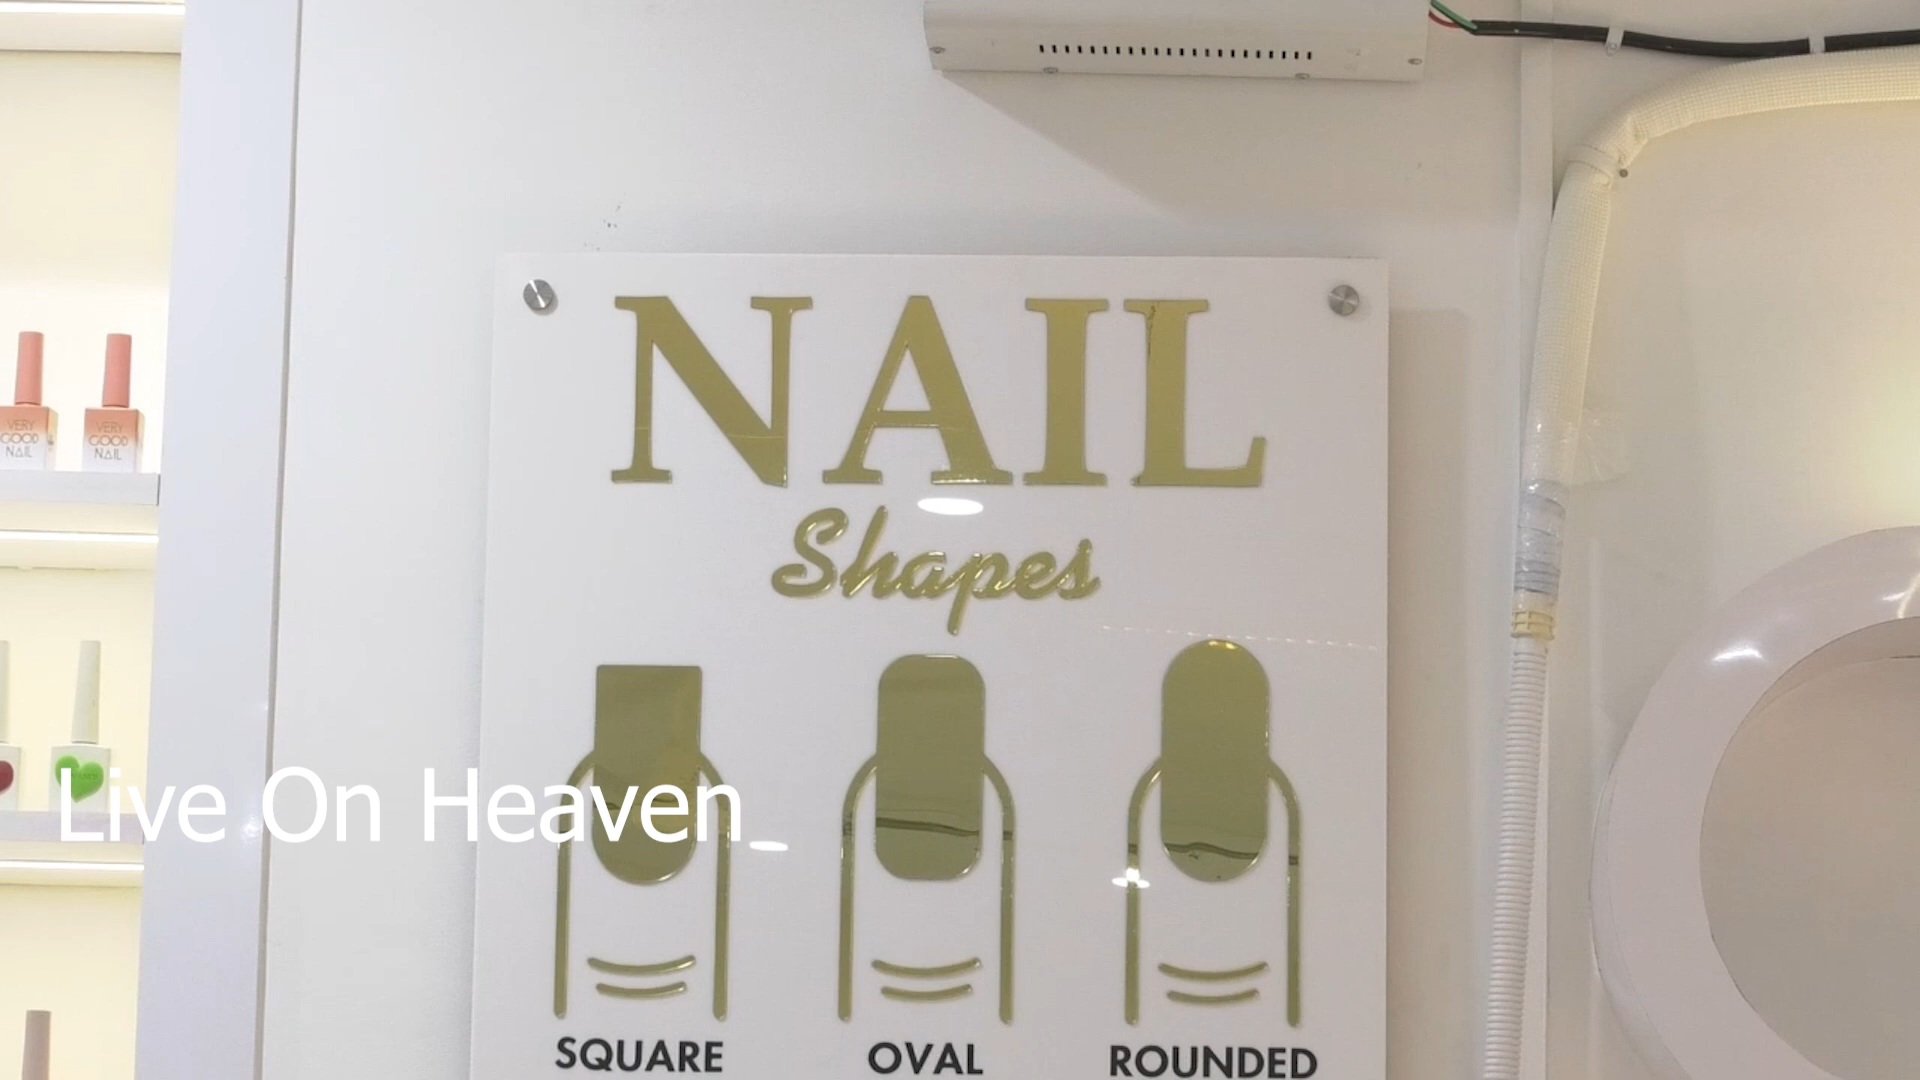 NAIL
Shapes
VERY
GOOD
NAIL
VERY
GOOD
NAIL
Live On Heaven
SQUARE
OVAL
ROUNDED